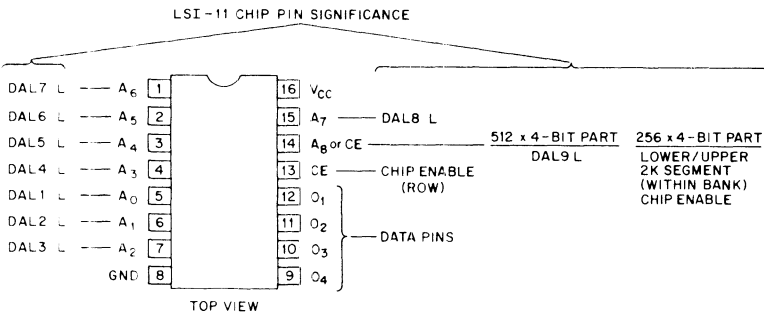 LSI-11 CHIP PIN SIGNIFICANCE
DAL7 L — A6 1
16 VCC
DAL6 L — A5 2
15 A7 — DAL8 L
DAL5 L — A4 3
14 A8 or CE —
512 x 4-BIT PART
DAL9 L
256 x 4-BIT PART
LOWER/UPPER
2K SEGMENT
(WITHIN BANK)
CHIP ENABLE
DAL4 L — A3 4
13 CE — CHIP ENABLE
(ROW)
DAL1 L — A0 5
12 O1
DAL2 L — A1 6
11 O2
DAL3 L — A2 7
10 O3
DATA PINS
GND 8
9 O4
TOP VIEW